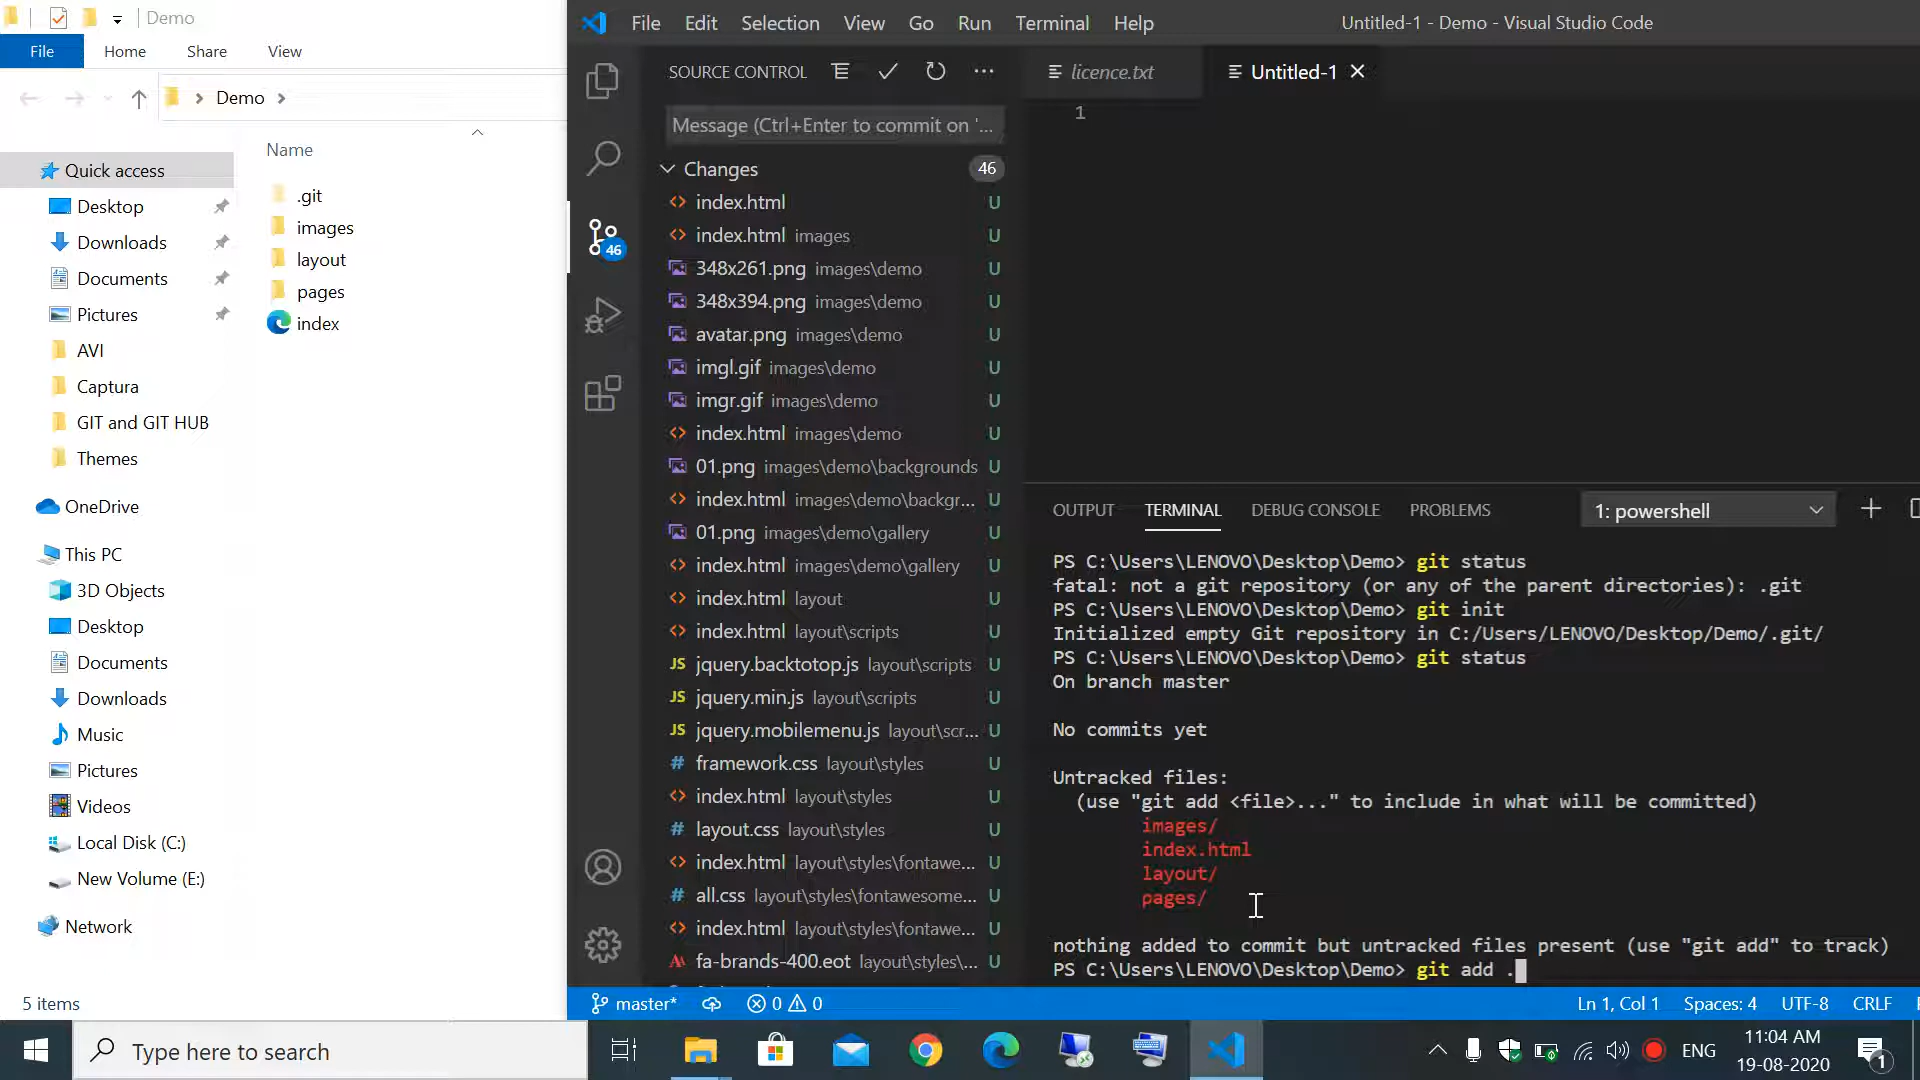 Demo
File Home Share View
Demo
Name
Quick access
Desktop
Downloads
Documents
Pictures
AVI
Captura
GIT and GIT HUB
Themes
OneDrive
This PC
3D Objects
Desktop
Documents
Downloads
Music
Pictures
Videos
Local Disk (C:)
New Volume (E:)
Network
.git
images
layout
pages
index
5 items
File Edit Selection View Go Run Terminal Help
Untitled-1 - Demo - Visual Studio Code
SOURCE CONTROL
Message (Ctrl+Enter to commit on '...
Changes 46
46
index.html U
index.html images U
348x261.png images\demo U
348x394.png images\demo U
avatar.png images\demo U
imgl.gif images\demo U
imgr.gif images\demo U
index.html images\demo U
01.png images\demo\backgrounds U
index.html images\demo\backgr... U
01.png images\demo\gallery U
index.html images\demo\gallery U
index.html layout U
index.html layout\scripts U
JS jquery.backtotop.js layout\scripts U
JS jquery.min.js layout\scripts U
JS jquery.mobilemenu.js layout\scr... U
# framework.css layout\styles U
index.html layout\styles U
# layout.css layout\styles U
index.html layout\styles\fontawe... U
# all.css layout\styles\fontawesome... U
index.html layout\styles\fontawe... U
fa-brands-400.eot layout\styles\... U
licence.txt Untitled-1
1
OUTPUT TERMINAL DEBUG CONSOLE PROBLEMS 1: powershell
PS C:\Users\LENOVO\Desktop\Demo> git status
fatal: not a git repository (or any of the parent directories): .git
PS C:\Users\LENOVO\Desktop\Demo> git init
Initialized empty Git repository in C:/Users/LENOVO/Desktop/Demo/.git/
PS C:\Users\LENOVO\Desktop\Demo> git status
On branch master
No commits yet
Untracked files:
(use "git add <file>..." to include in what will be committed)
images/
index.html
layout/
pages/
nothing added to commit but untracked files present (use "git add" to track)
PS C:\Users\LENOVO\Desktop\Demo> git add .
master* 0 0 Ln 1, Col 1 Spaces: 4 UTF-8 CRLF
Type here to search
ENG
11:04 AM
19-08-2020
1